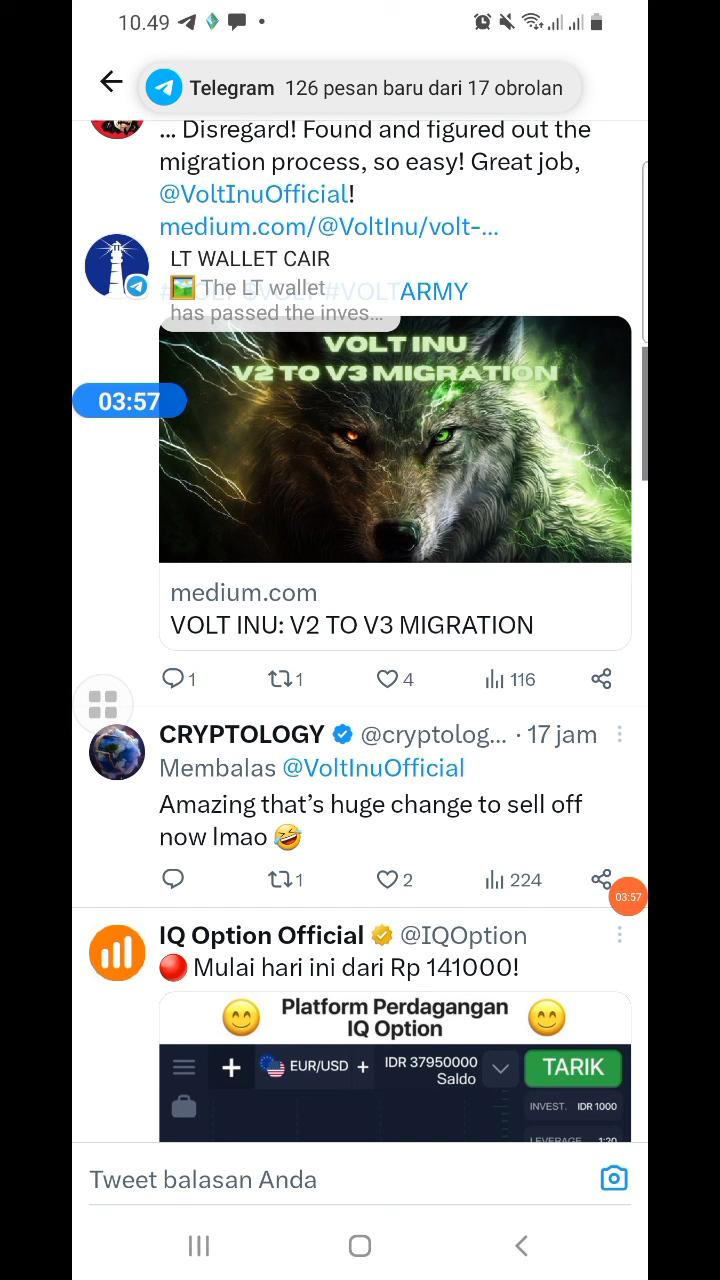 10.49
Telegram 126 pesan baru dari 17 obrolan
... Disregard! Found and figured out the
migration process, so easy! Great job,
@VoltInuOfficial!
medium.com/@VoltInu/volt-...
LT WALLET CAIR
The LT wallet
has passed the inves...
#VOLTARMY
VOLT INU
V2 TO V3 MIGRATION
03:57
medium.com
VOLT INU: V2 TO V3 MIGRATION
1 1 4 116
CRYPTOLOGY @cryptolog... · 17 jam
Membalas @VoltInuOfficial
Amazing that’s huge change to sell off
now lmao 🤣
1 2 224
03:57
IQ Option Official @IQOption
🔴 Mulai hari ini dari Rp 141000!
😊 Platform Perdagangan 😊
IQ Option
+ EUR/USD + IDR 37950000 TARIK
Saldo
INVEST. IDR 1000
LEVERAGE 1:20
Tweet balasan Anda